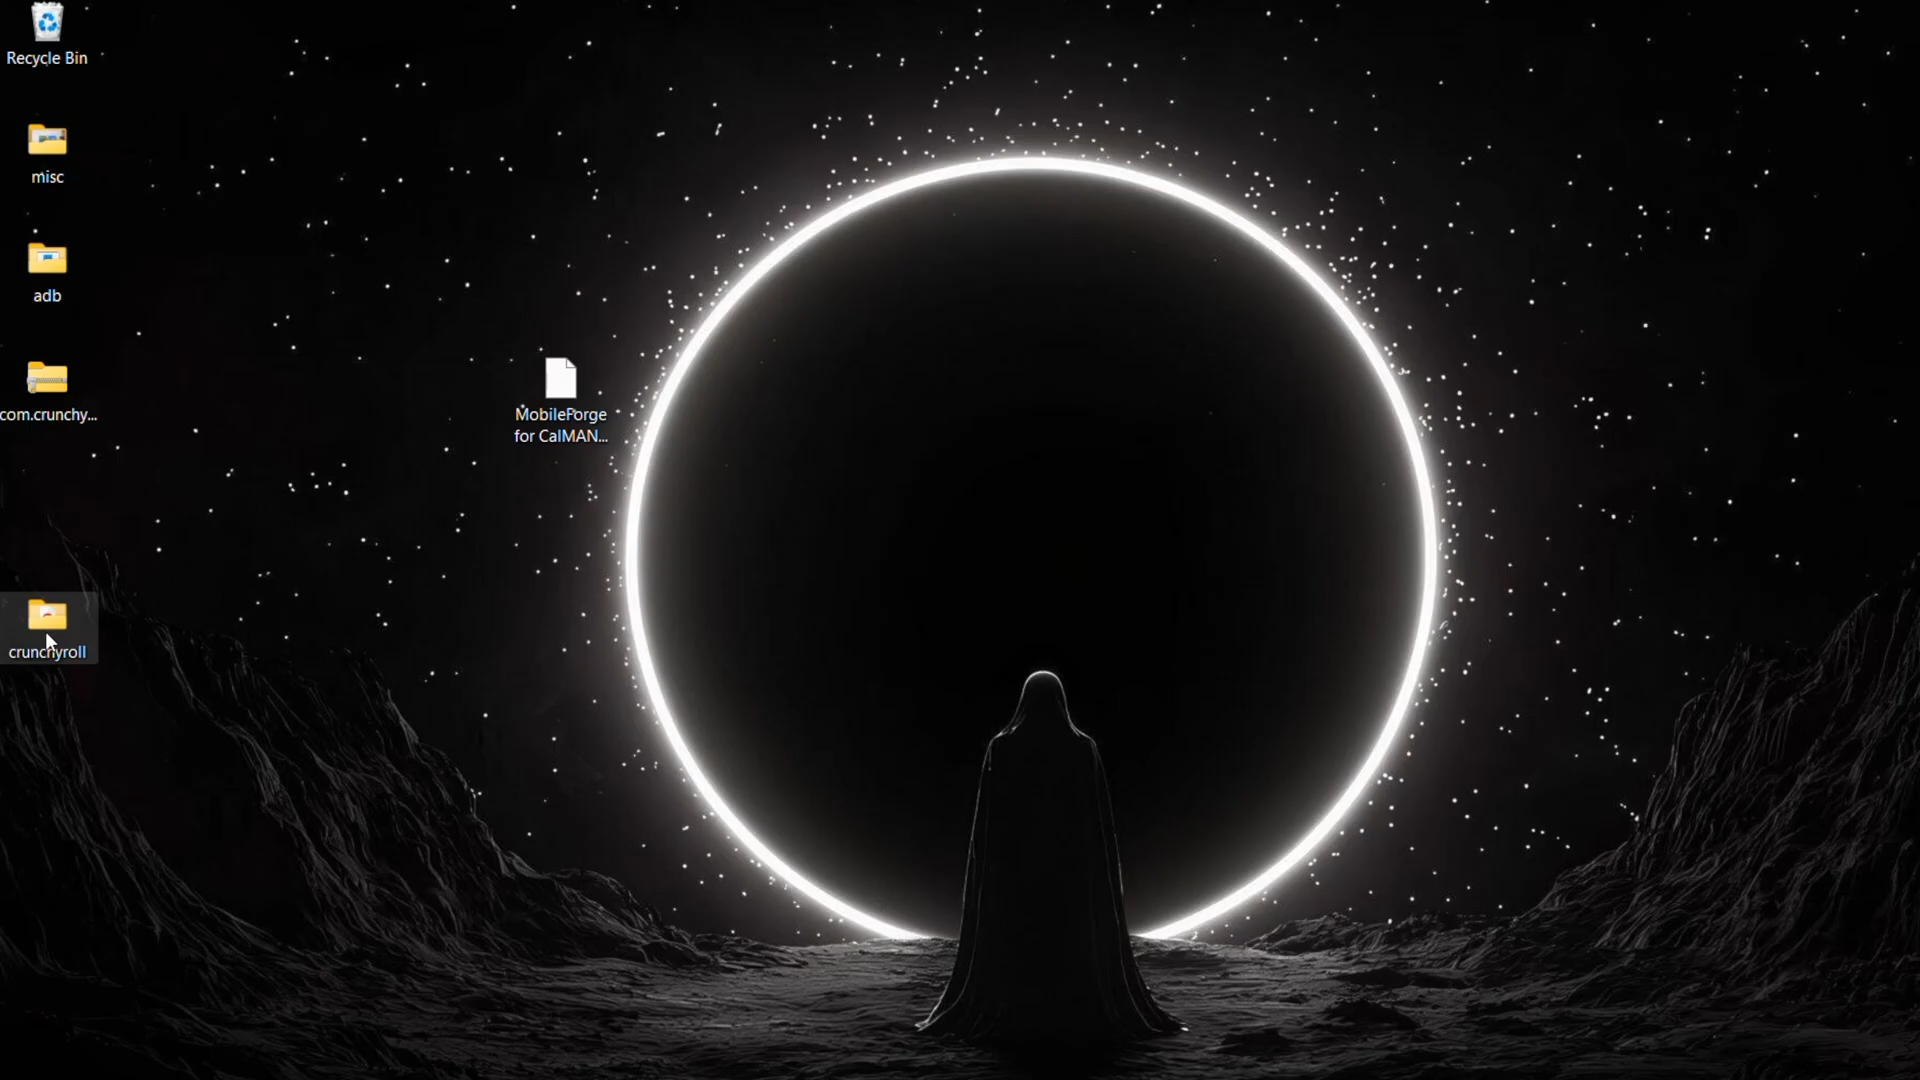 Recycle Bin
misc
adb
com.crunchy...
MobileForge
for CalMAN...
crunchyroll